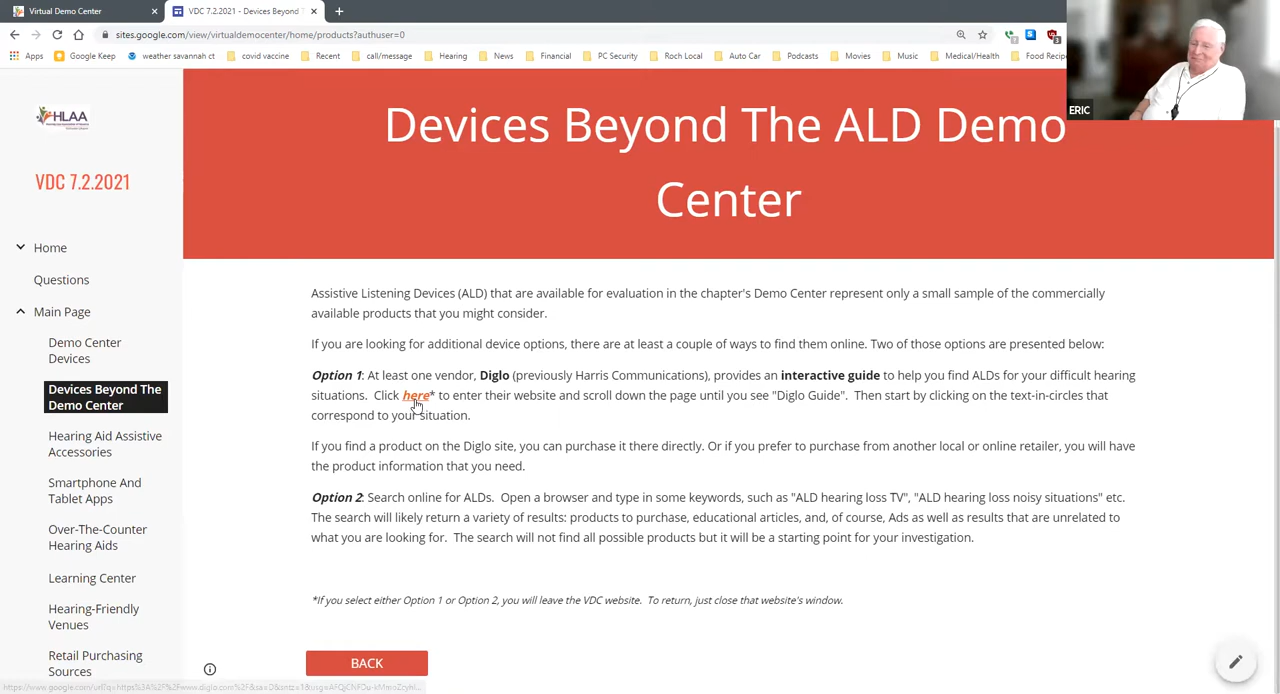 Virtual Demo Center
VDC 7.2.2021 - Devices Beyond T
sites.google.com/view/virtualdemocenter/home/products?authuser=0
Apps Google Keep weather savannah ct covid vaccine Recent call/message Hearing News Financial PC Security Roch Local Auto Car Podcasts Movies Music Medical/Health Food Recipe
ERIC
HLAA
VDC 7.2.2021
Home
Questions
Main Page
Demo Center
Devices
Devices Beyond The
Demo Center
Hearing Aid Assistive
Accessories
Smartphone And
Tablet Apps
Over-The-Counter
Hearing Aids
Learning Center
Hearing-Friendly
Venues
Retail Purchasing
Sources
Devices Beyond The ALD Demo
Center
Assistive Listening Devices (ALD) that are available for evaluation in the chapter's Demo Center represent only a small sample of the commercially
available products that you might consider.
If you are looking for additional device options, there are at least a couple of ways to find them online. Two of those options are presented below:
Option 1: At least one vendor, Diglo (previously Harris Communications), provides an interactive guide to help you find ALDs for your difficult hearing
situations. Click here* to enter their website and scroll down the page until you see "Diglo Guide". Then start by clicking on the text-in-circles that
correspond to your situation.
If you find a product on the Diglo site, you can purchase it there directly. Or if you prefer to purchase from another local or online retailer, you will have
the product information that you need.
Option 2: Search online for ALDs. Open a browser and type in some keywords, such as "ALD hearing loss TV", "ALD hearing loss noisy situations" etc.
The search will likely return a variety of results: products to purchase, educational articles, and, of course, Ads as well as results that are unrelated to
what you are looking for. The search will not find all possible products but it will be a starting point for your investigation.
*If you select either Option 1 or Option 2, you will leave the VDC website. To return, just close that website's window.
BACK